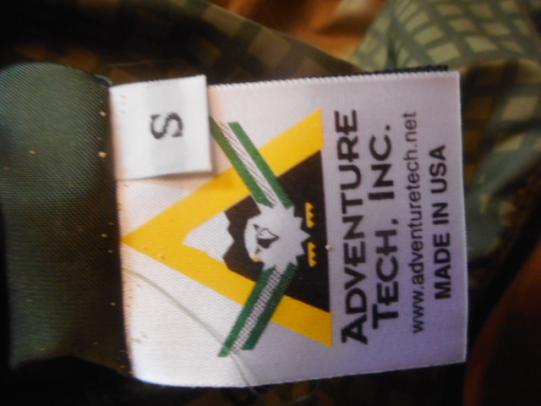 S
ADVENTURE
TECH, INC.
www.adventuretech.net
MADE IN USA